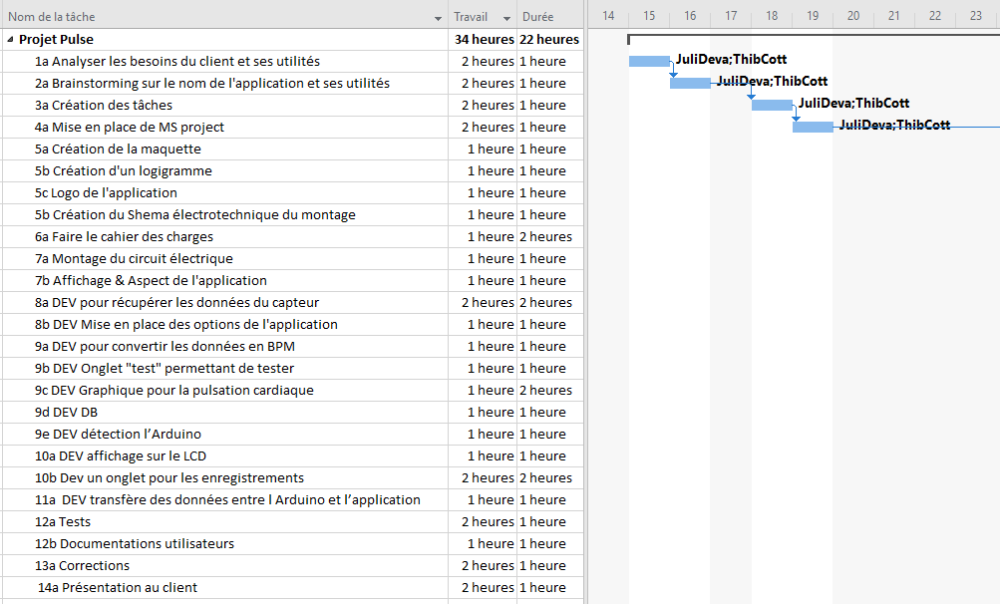 Nom de la tâche Travail Durée 14 15 16 17 18 19 20 21 22 23
Projet Pulse 34 heures 22 heures
1a Analyser les besoins du client et ses utilités 2 heures 1 heure JuliDeva;ThibCott
2a Brainstorming sur le nom de l'application et ses utilités 2 heures 1 heure JuliDeva;ThibCott
3a Création des tâches 2 heures 1 heure JuliDeva;ThibCott
4a Mise en place de MS project 2 heures 1 heure JuliDeva;ThibCott
5a Création de la maquette 1 heure 1 heure
5b Création d'un logigramme 1 heure 1 heure
5c Logo de l'application 1 heure 1 heure
5b Création du Shema électrotechnique du montage 1 heure 1 heure
6a Faire le cahier des charges 1 heure 2 heures
7a Montage du circuit électrique 1 heure 1 heure
7b Affichage & Aspect de l'application 1 heure 1 heure
8a DEV pour récupérer les données du capteur 2 heures 2 heures
8b DEV Mise en place des options de l'application 1 heure 1 heure
9a DEV pour convertir les données en BPM 1 heure 1 heure
9b DEV Onglet "test" permettant de tester 1 heure 1 heure
9c DEV Graphique pour la pulsation cardiaque 1 heure 2 heures
9d DEV DB 1 heure 1 heure
9e DEV détection l’Arduino 1 heure 1 heure
10a DEV affichage sur le LCD 1 heure 1 heure
10b Dev un onglet pour les enregistrements 2 heures 2 heures
11a DEV transfère des données entre l Arduino et l’application 1 heure 1 heure
12a Tests 2 heures 1 heure
12b Documentations utilisateurs 1 heure 1 heure
13a Corrections 2 heures 1 heure
14a Présentation au client 2 heures 1 heure